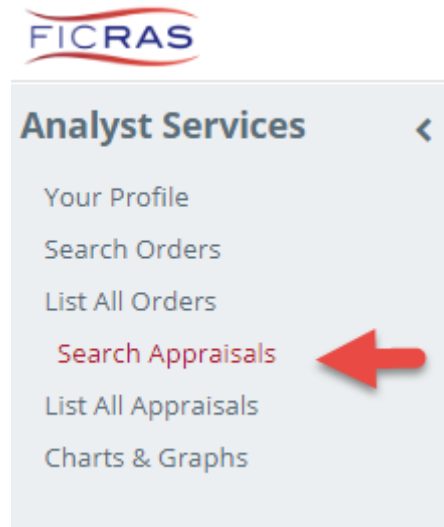 FICRAS
Analyst Services
Your Profile
Search Orders
List All Orders
Search Appraisals
List All Appraisals
Charts & Graphs